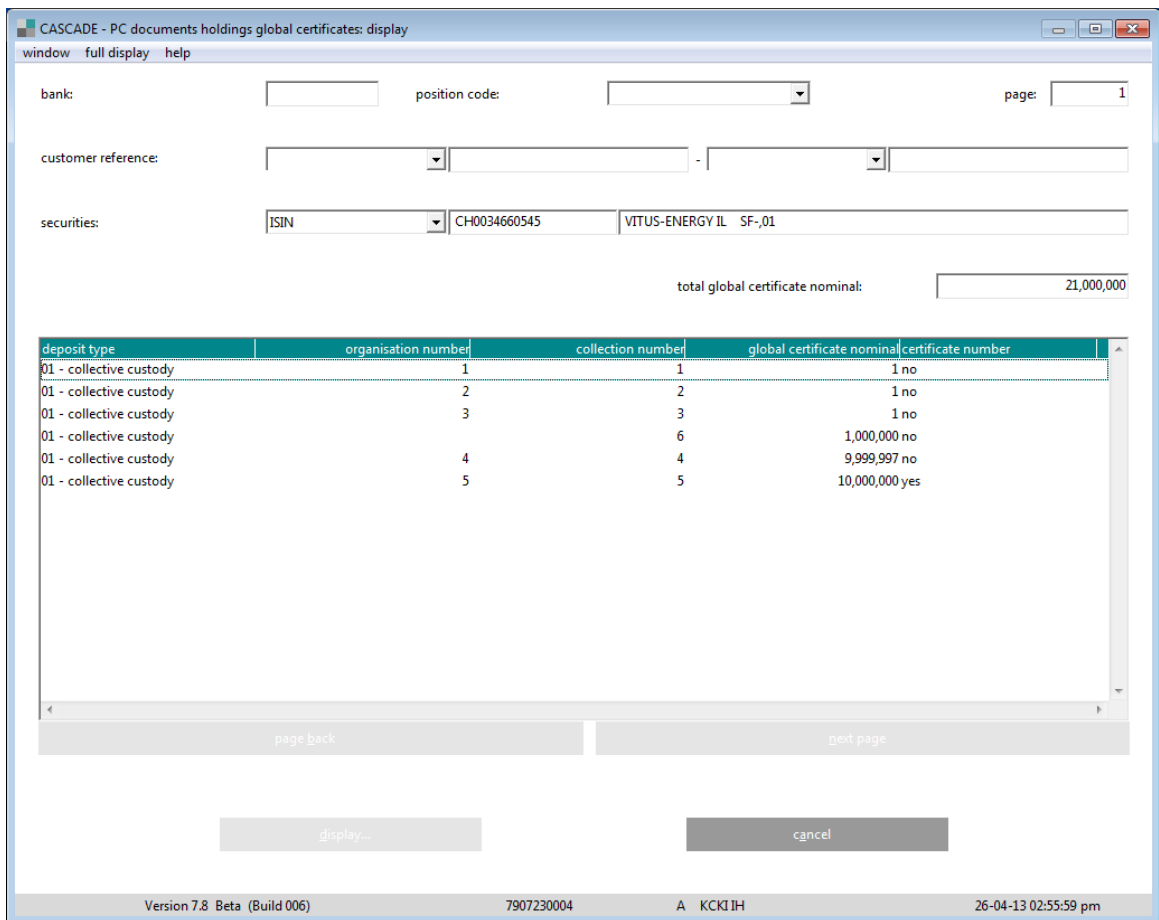 CASCADE - PC documents holdings global certificates: display
window full display help
bank: position code: page: 1
customer reference: -
securities: ISIN CH0034660545 VITUS-ENERGY IL SF-,01
total global certificate nominal: 21,000,000
deposit type organisation number collection number global certificate nominal certificate number
01 - collective custody 1 1 1 no
01 - collective custody 2 2 1 no
01 - collective custody 3 3 1 no
01 - collective custody 6 1,000,000 no
01 - collective custody 4 4 9,999,997 no
01 - collective custody 5 5 10,000,000 yes
page back next page
display... cancel
Version 7.8 Beta (Build 006) 7907230004 A KCKI IH 26-04-13 02:55:59 pm